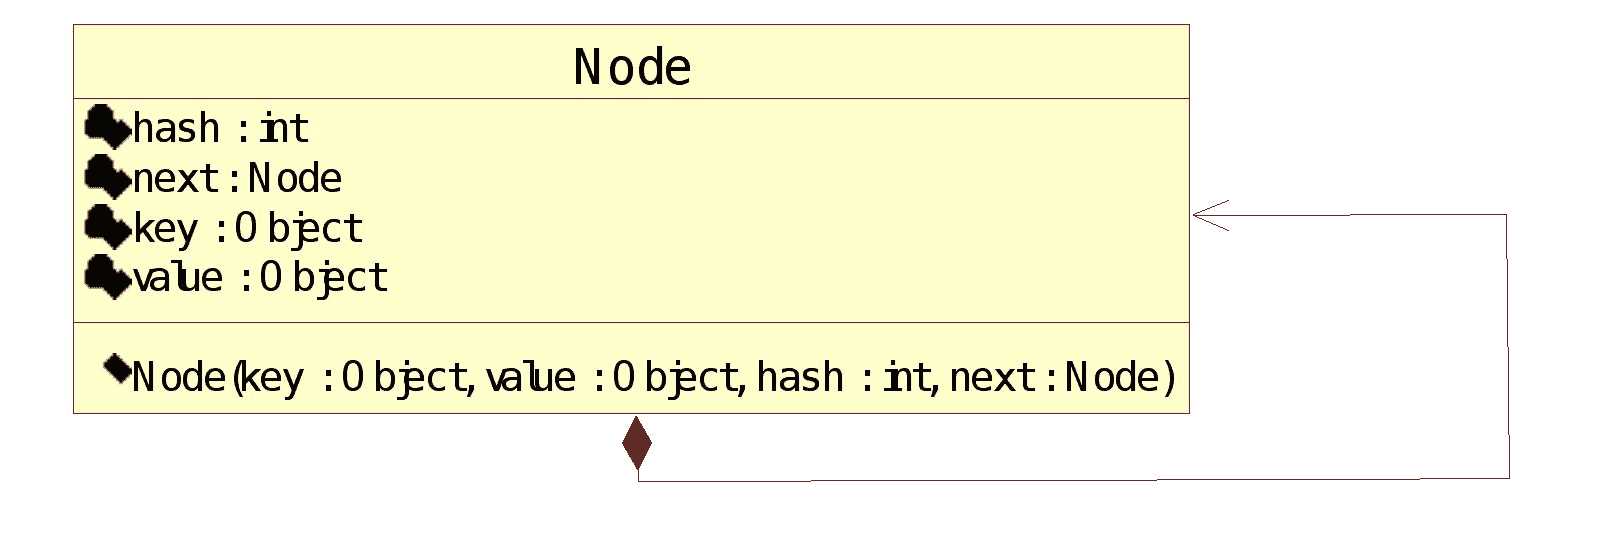 Node
hash : int
next : Node
key : Object
value : Object
Node(key : Object, value : Object, hash : int, next : Node)